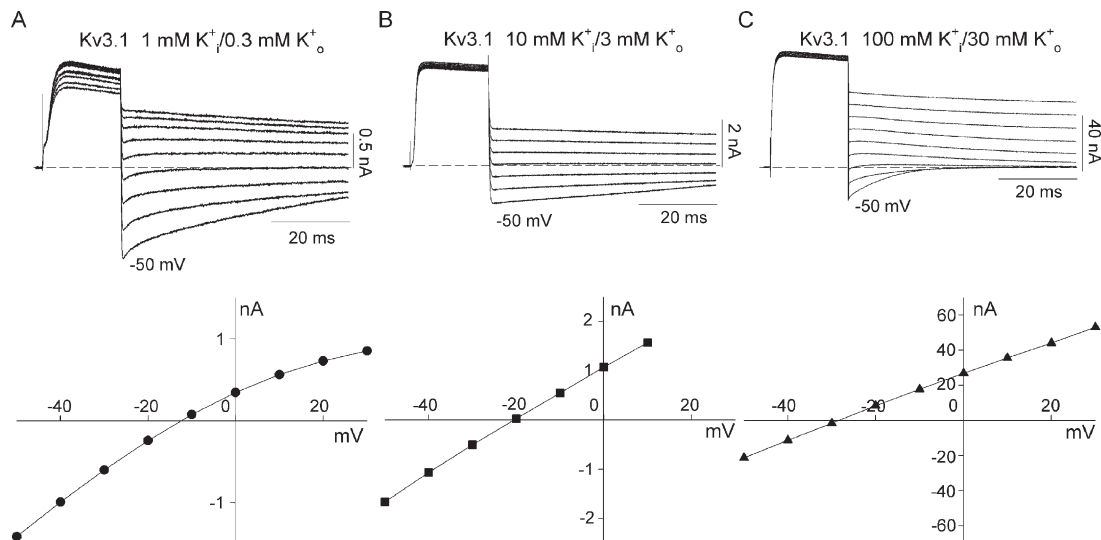 A
Kv3.1 1 mM K⁺ᵢ/0.3 mM K⁺ₒ
0.5 nA
20 ms
-50 mV
B
Kv3.1 10 mM K⁺ᵢ/3 mM K⁺ₒ
2 nA
20 ms
-50 mV
C
Kv3.1 100 mM K⁺ᵢ/30 mM K⁺ₒ
40 nA
20 ms
-50 mV
nA
1
-40
-20
0
20
mV
-1
nA
2
1
-40
-20
0
mV
-1
-2
nA
60
40
20
-40
-20
0
20
mV
-20
-40
-60